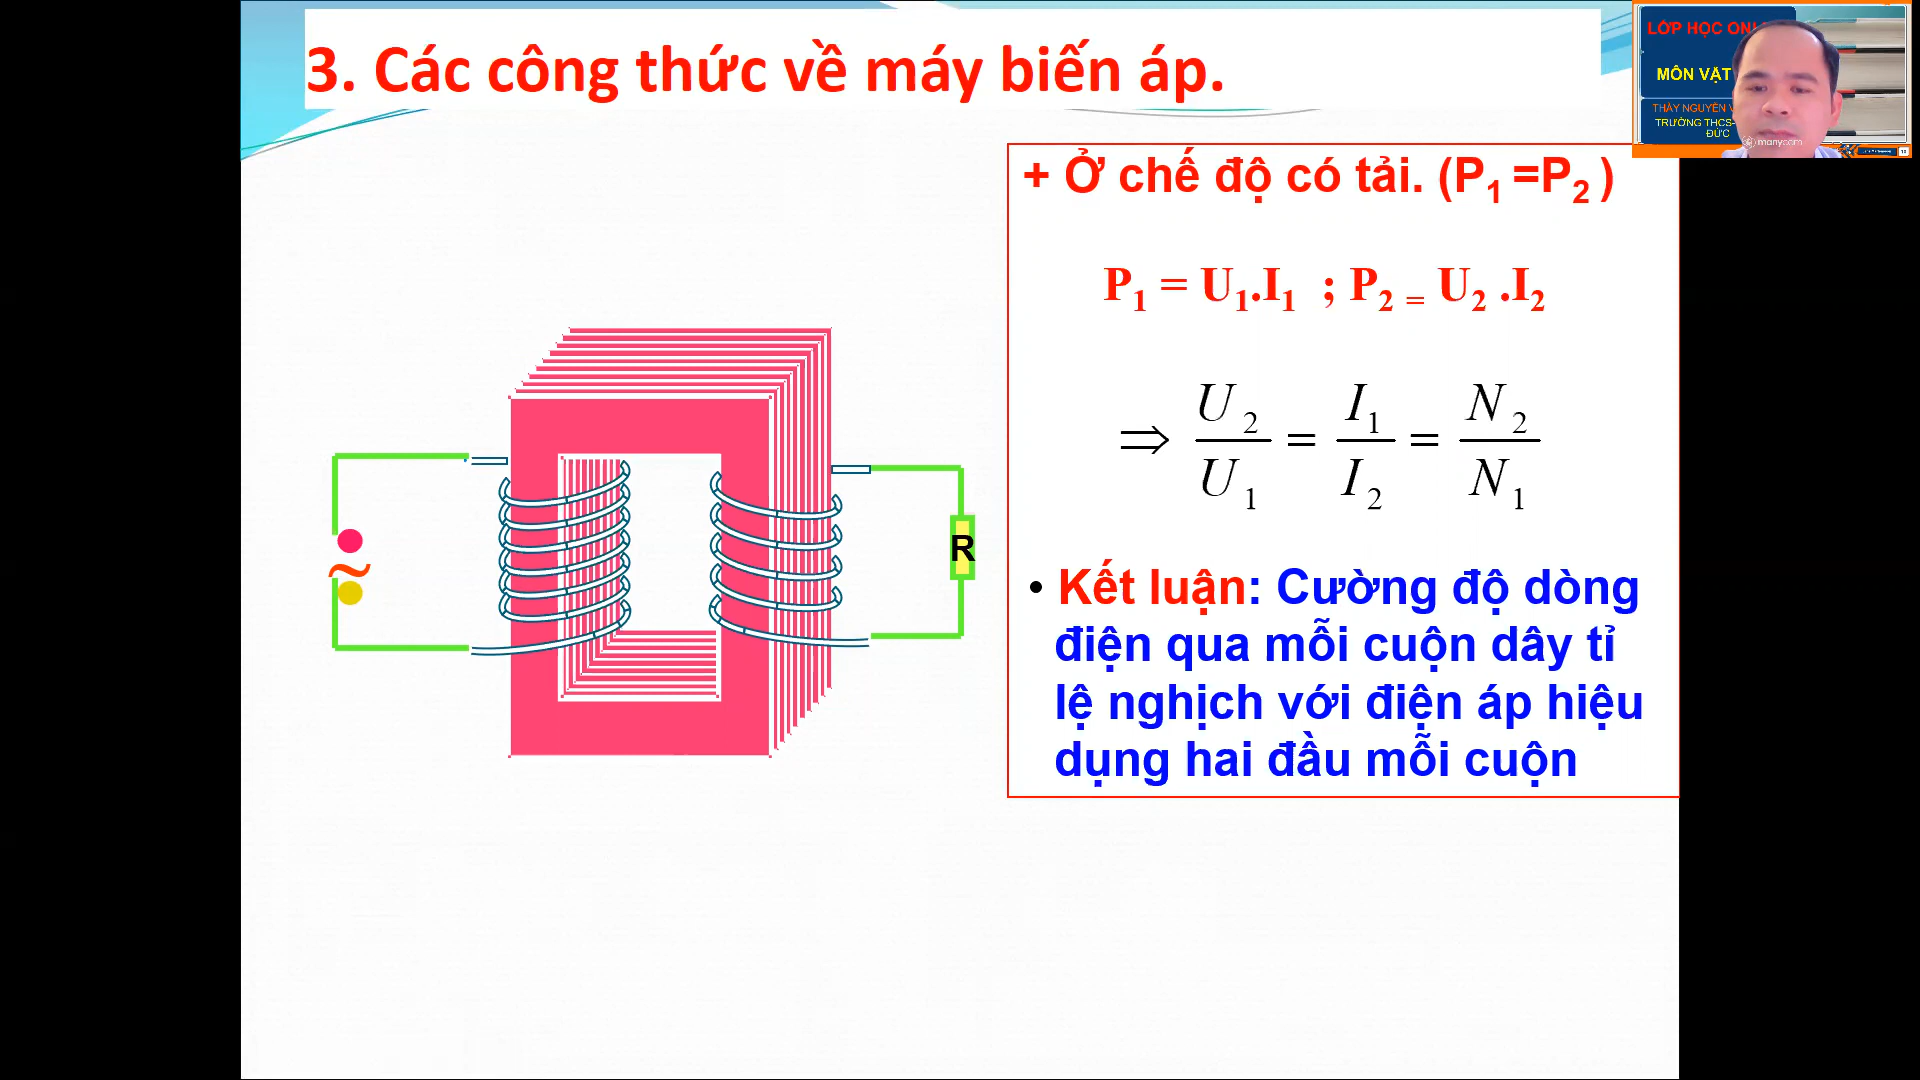 3. Các công thức về máy biến áp.
LỚP HỌC
MÔN VẬT
THẦY NGUYỄN
TRƯỜNG THCS-
ĐỨC
manycam
+ Ở chế độ có tải. (P₁ =P₂ )
P₁ = U₁.I₁ ; P₂ = U₂ .I₂
⇒ U₂/U₁ = I₁/I₂ = N₂/N₁
~
R
• Kết luận: Cường độ dòng
điện qua mỗi cuộn dây tỉ
lệ nghịch với điện áp hiệu
dụng hai đầu mỗi cuộn